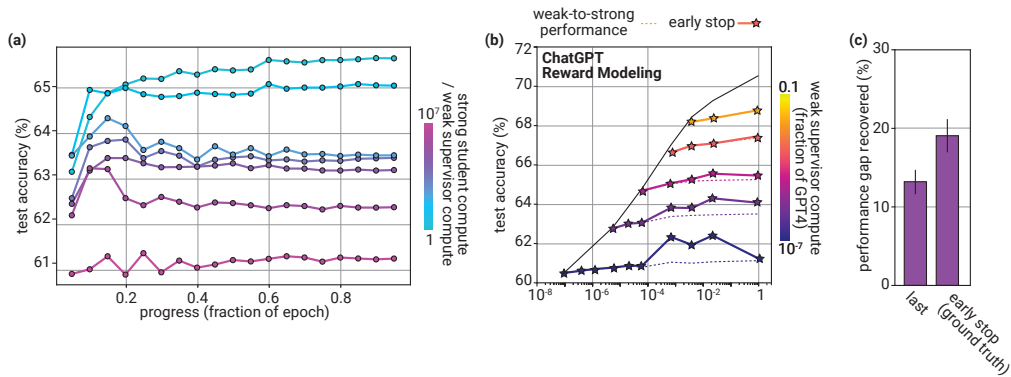 weak-to-strong
performance
early stop
(a)
65
64
63
62
61
test accuracy (%)
0.2
0.4
0.6
0.8
progress (fraction of epoch)
10⁷
1
strong student compute
/ weak supervisor compute
(b)
ChatGPT
Reward Modeling
72
70
68
66
64
62
60
test accuracy (%)
10⁻⁸
10⁻⁶
10⁻⁴
10⁻²
1
0.1
10⁻⁷
weak supervisor compute
(fraction of GPT4)
(c)
30
20
10
0
performance gap recovered (%)
last
early stop
(ground truth)